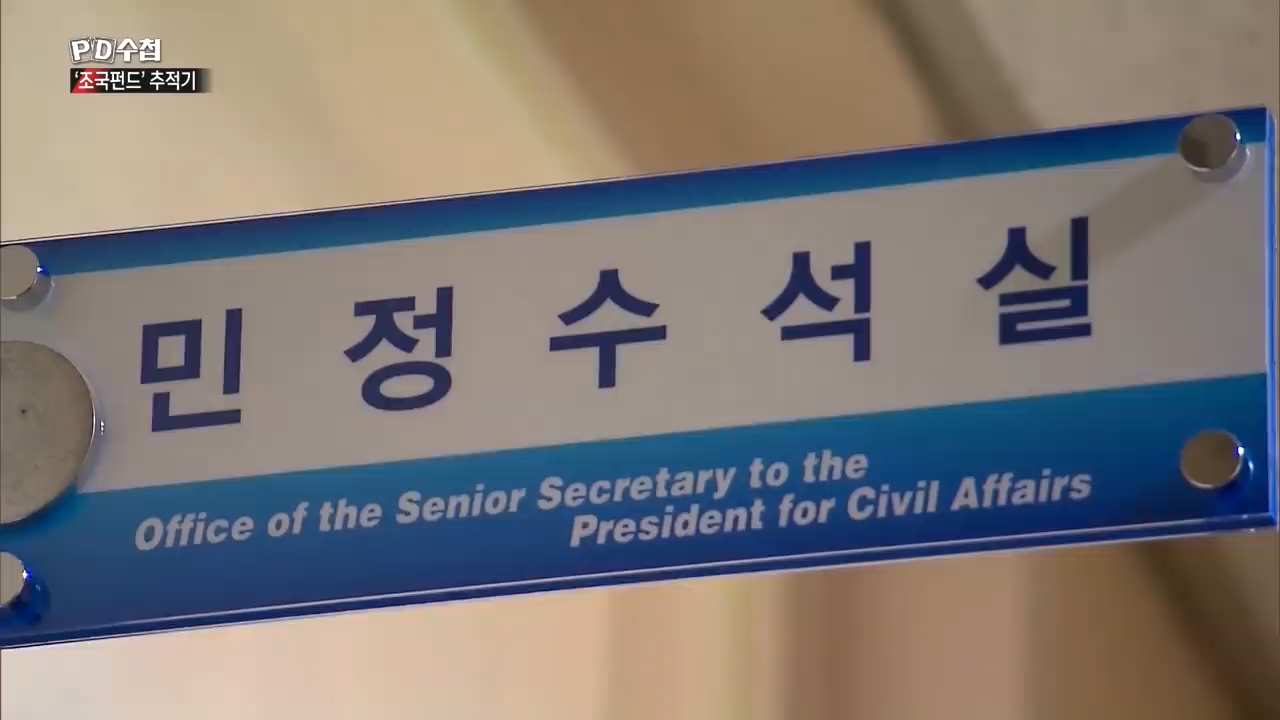 PD수첩
'조국펀드' 추적기
민정수석실
Office of the Senior Secretary to the
President for Civil Affairs